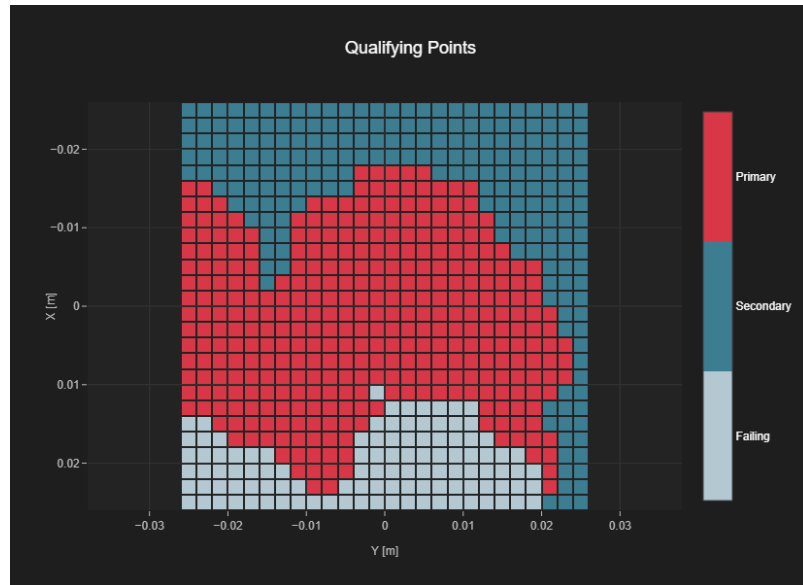 Qualifying Points
−0.02
−0.01
0
0.01
0.02
X [m]
−0.03
−0.02
−0.01
0
0.01
0.02
0.03
Y [m]
Primary
Secondary
Failing